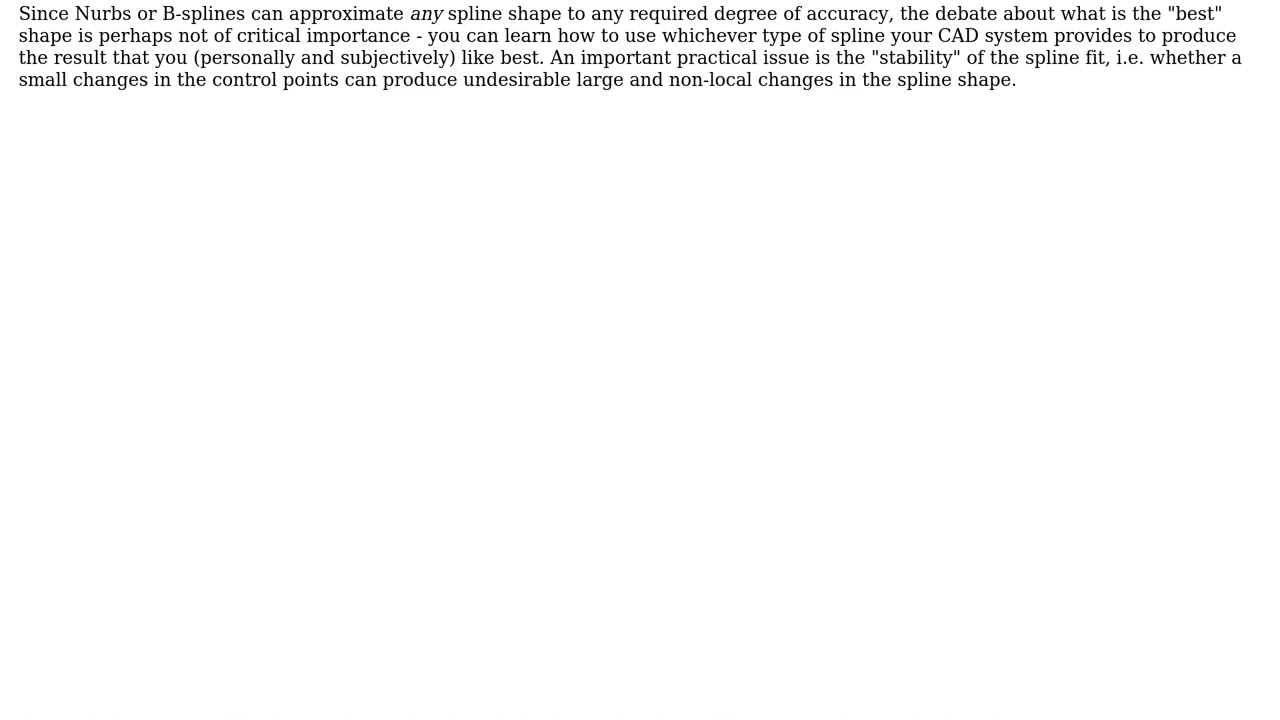 Since Nurbs or B-splines can approximate any spline shape to any required degree of accuracy, the debate about what is the "best"
shape is perhaps not of critical importance - you can learn how to use whichever type of spline your CAD system provides to produce
the result that you (personally and subjectively) like best. An important practical issue is the "stability" of the spline fit, i.e. whether a
small changes in the control points can produce undesirable large and non-local changes in the spline shape.